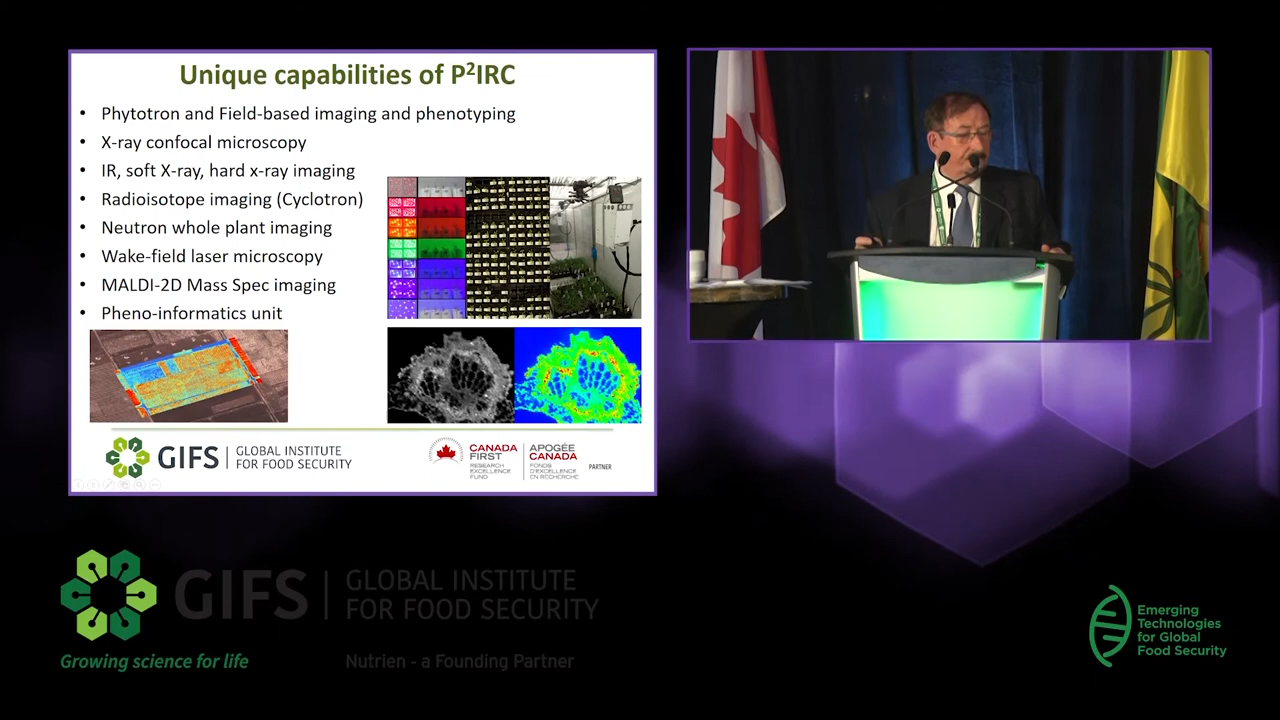 Unique capabilities of P²IRC
• Phytotron and Field-based imaging and phenotyping
• X-ray confocal microscopy
• IR, soft X-ray, hard x-ray imaging
• Radioisotope imaging (Cyclotron)
• Neutron whole plant imaging
• Wake-field laser microscopy
• MALDI-2D Mass Spec imaging
• Pheno-informatics unit
GIFS
GLOBAL INSTITUTE
FOR FOOD SECURITY
CANADA
FIRST
RESEARCH
EXCELLENCE
FUND
APOGÉE
CANADA
FONDS
D'EXCELLENCE
EN RECHERCHE
PARTNER
GIFS
GLOBAL INSTITUTE
FOR FOOD SECURITY
Growing science for life
Nutrien - a Founding Partner
Emerging
Technologies
for Global
Food Security